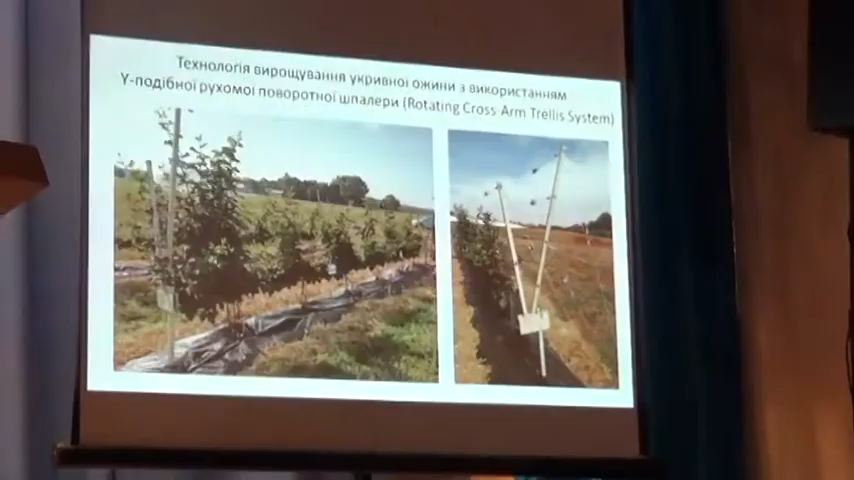 Технологія вирощування укривної ожини з використанням
Y-подібної рухомої поворотної шпалери (Rotating Cross Arm Trellis System)